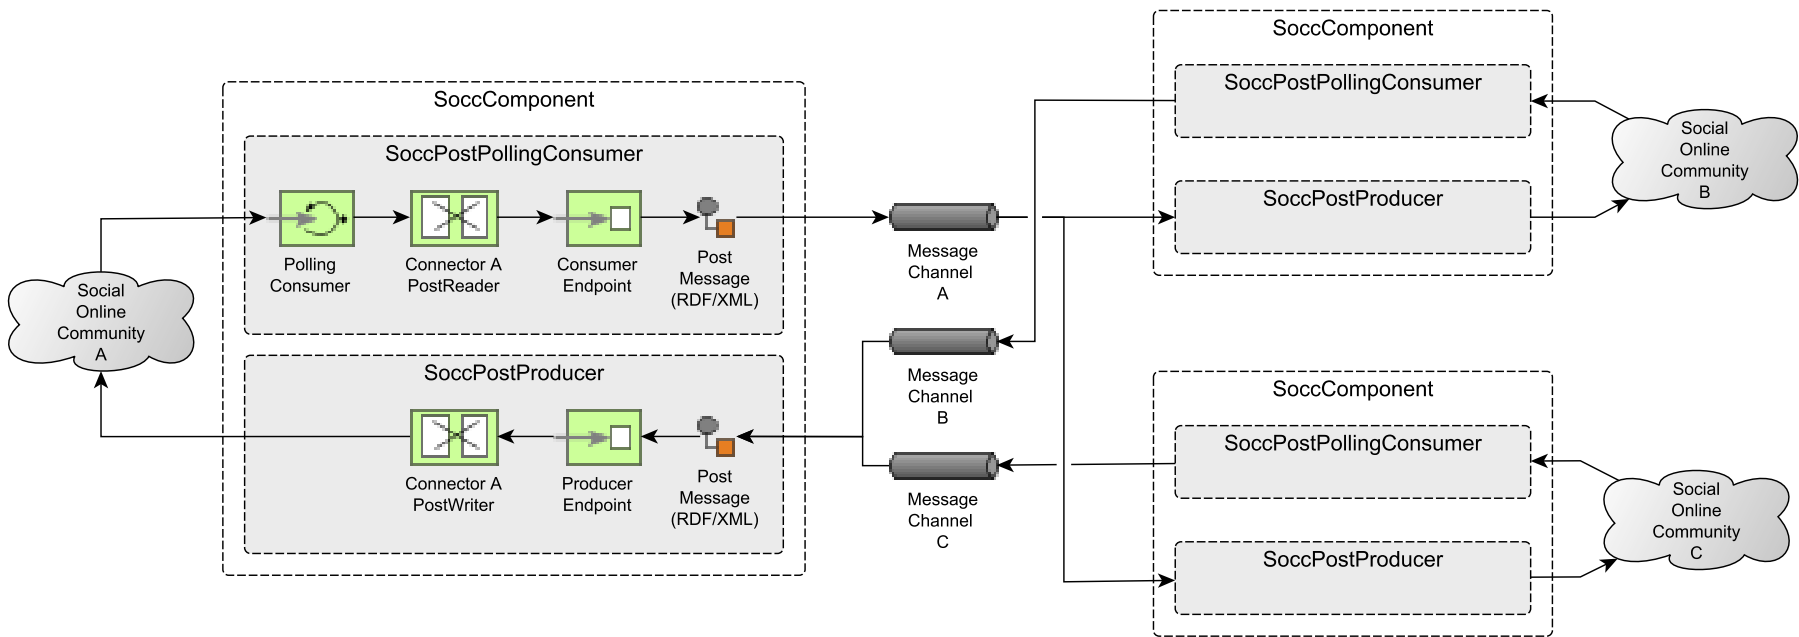 SoccComponent
SoccPostPollingConsumer
Polling
Consumer
Connector A
PostReader
Consumer
Endpoint
Post
Message
(RDF/XML)
Social
Online
Community
A
SoccPostProducer
Connector A
PostWriter
Producer
Endpoint
Post
Message
(RDF/XML)
Message
Channel
A
Message
Channel
B
Message
Channel
C
SoccComponent
SoccPostPollingConsumer
SoccPostProducer
Social
Online
Community
B
SoccComponent
SoccPostPollingConsumer
SoccPostProducer
Social
Online
Community
C